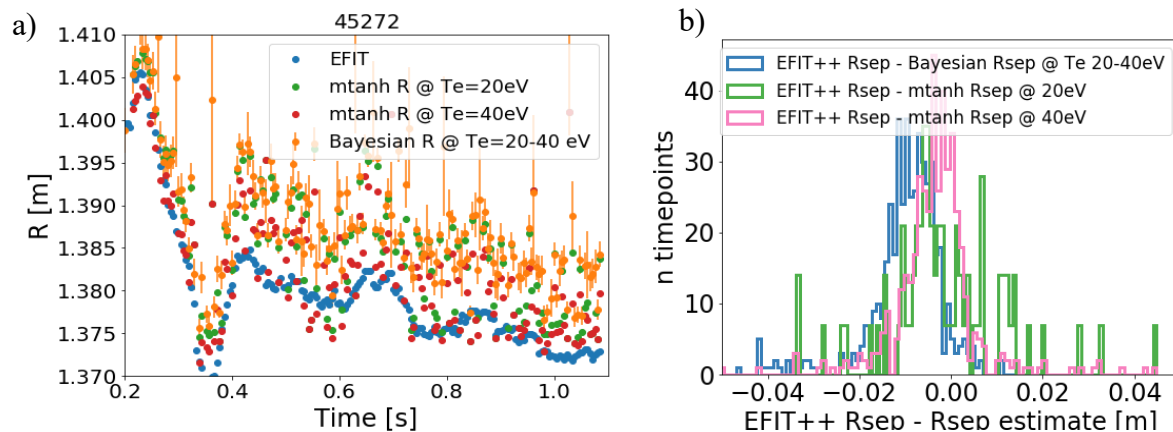 a)
45272
R [m]
1.410
1.405
1.400
1.395
1.390
1.385
1.380
1.375
1.370
EFIT
mtanh R @ Te=20eV
mtanh R @ Te=40eV
Bayesian R @ Te=20-40 eV
0.2 0.4 0.6 0.8 1.0
Time [s]
b)
n timepoints
40
30
20
10
0
EFIT++ Rsep - Bayesian Rsep @ Te 20-40eV
EFIT++ Rsep - mtanh Rsep @ 20eV
EFIT++ Rsep - mtanh Rsep @ 40eV
−0.04 −0.02 0.00 0.02 0.04
EFIT++ Rsep - Rsep estimate [m]